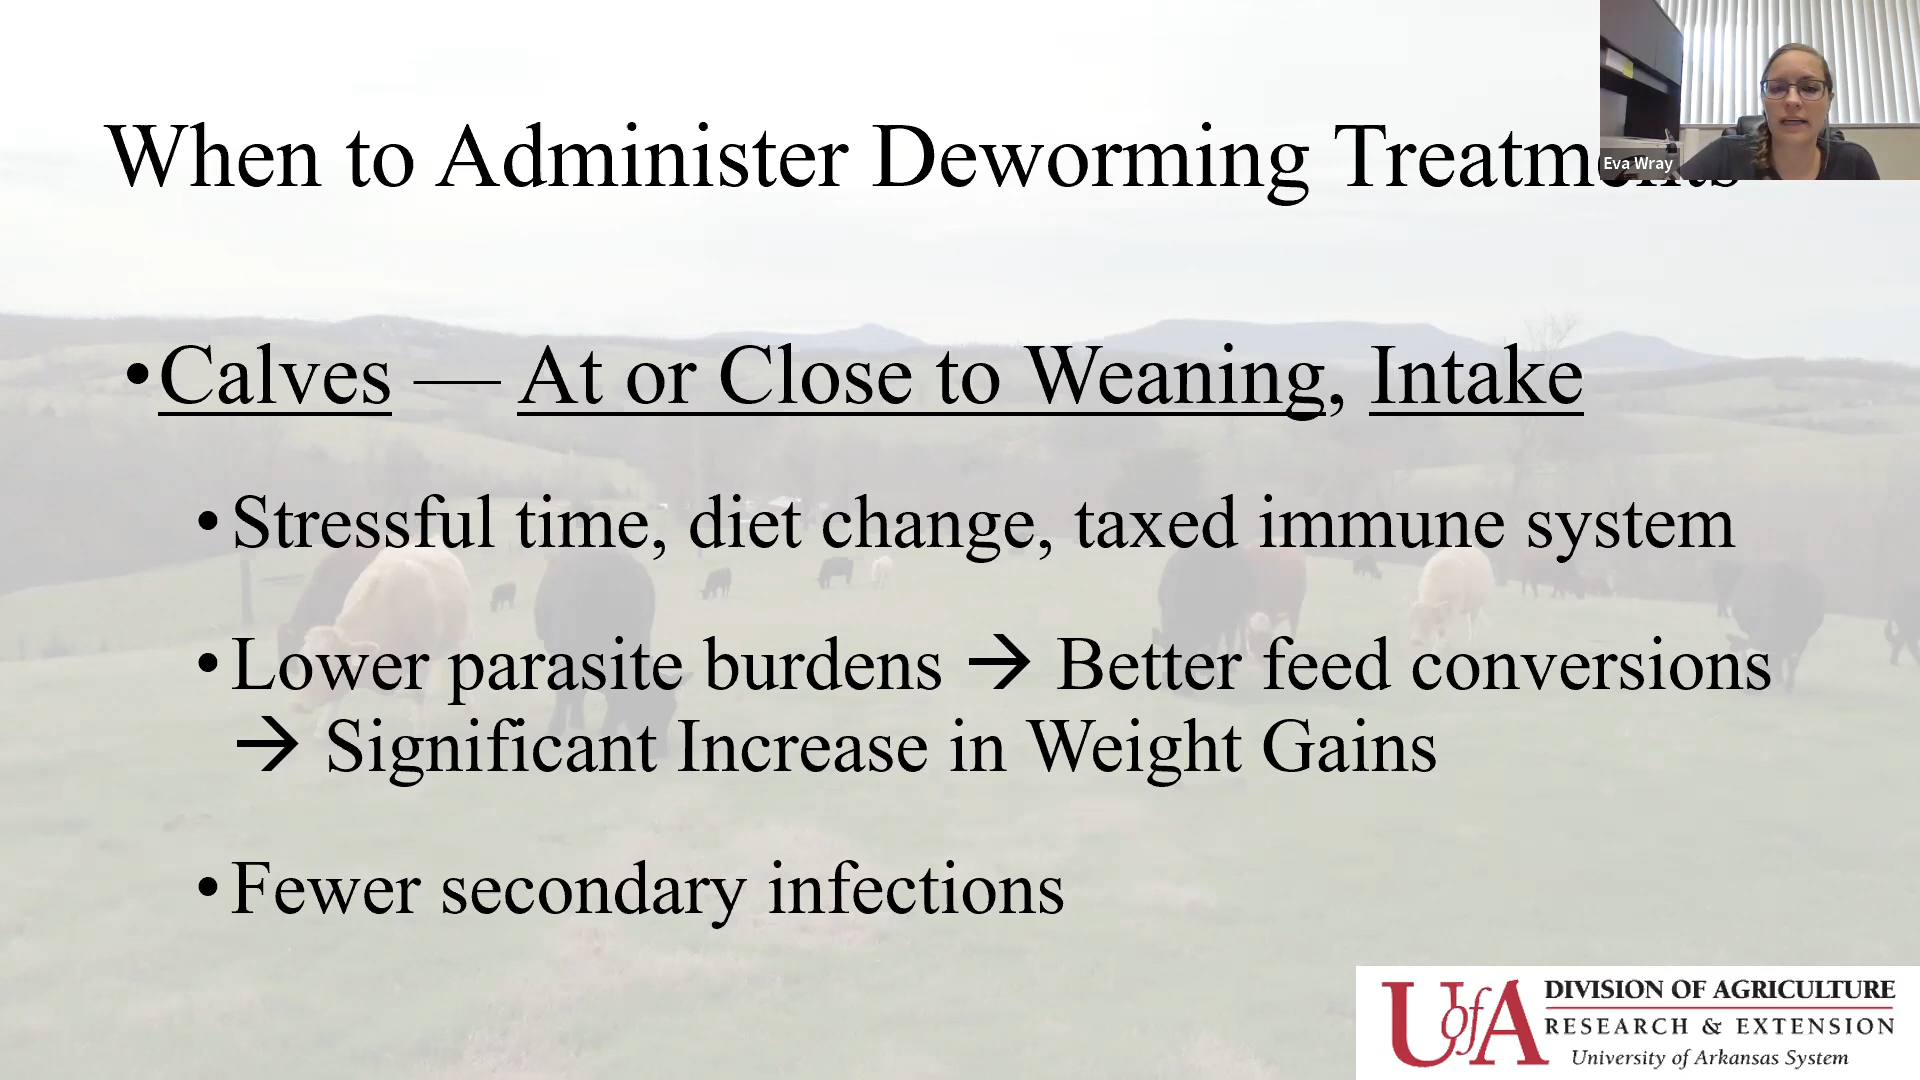 When to Administer Deworming Treatments
Eva Wray
•Calves — At or Close to Weaning, Intake
•Stressful time, diet change, taxed immune system
•Lower parasite burdens → Better feed conversions
→ Significant Increase in Weight Gains
•Fewer secondary infections
UofA
DIVISION OF AGRICULTURE
RESEARCH & EXTENSION
University of Arkansas System